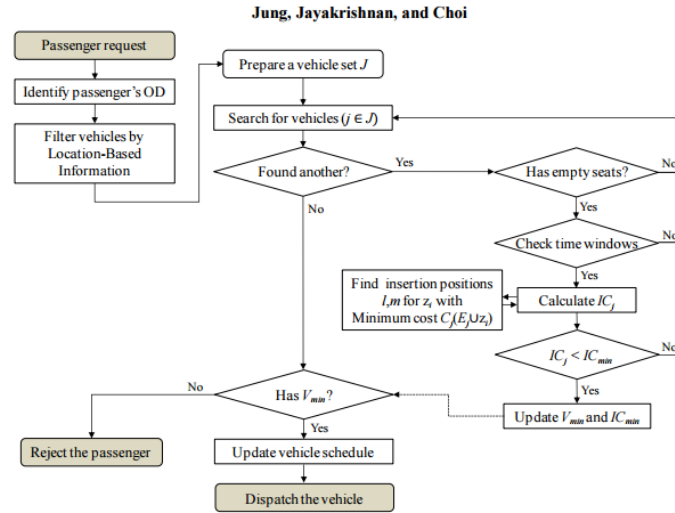 Jung, Jayakrishnan, and Choi
Passenger request
Identify passenger's OD
Filter vehicles by
Location-Based
Information
Prepare a vehicle set J
Search for vehicles (j ∈ J)
Found another?
Yes
No
Has empty seats?
No
Yes
Check time windows
No
Yes
Find insertion positions
l,m for zᵢ with
Minimum cost Cⱼ(Eⱼ∪zᵢ)
Calculate ICⱼ
ICⱼ < ICₘᵢₙ
No
Yes
Update Vₘᵢₙ and ICₘᵢₙ
Has Vₘᵢₙ?
No
Yes
Reject the passenger
Update vehicle schedule
Dispatch the vehicle